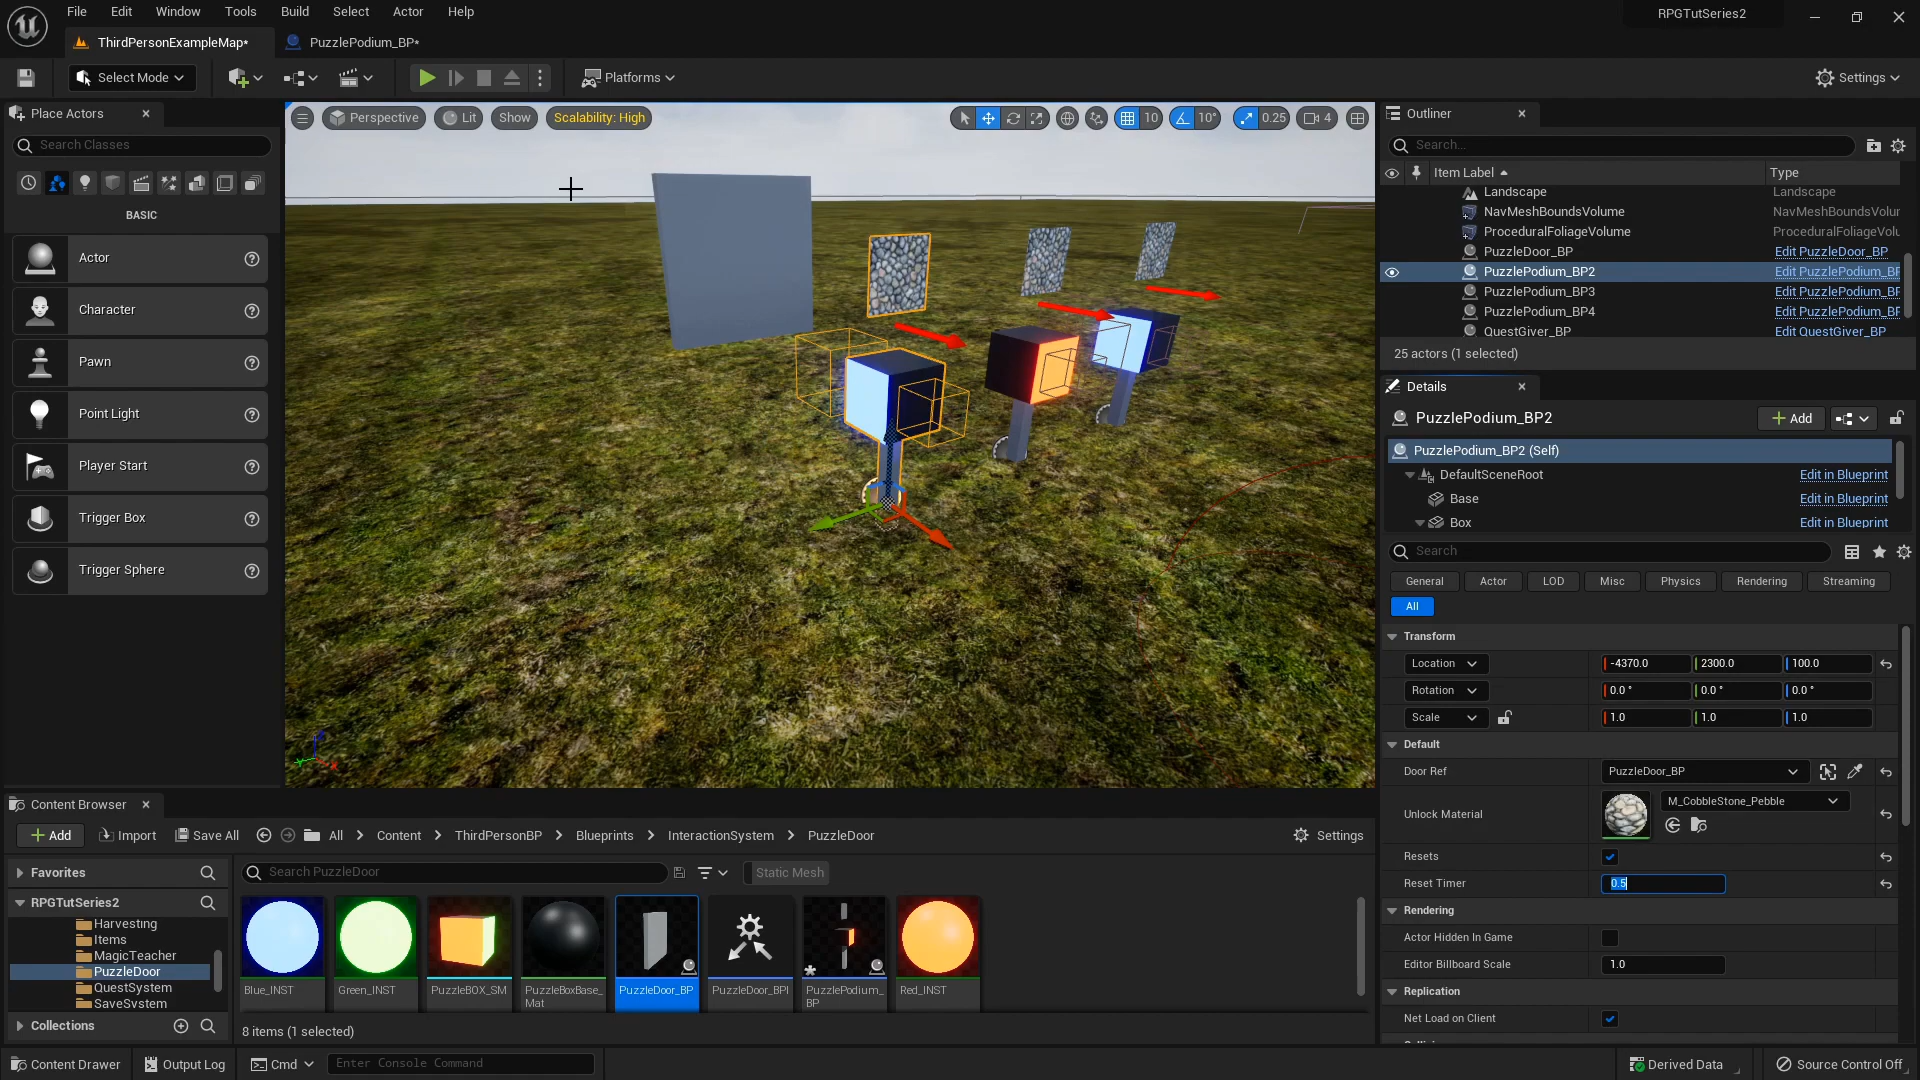 File Edit Window Tools Build Select Actor Help
RPGTutSeries2
ThirdPersonExampleMap*
PuzzlePodium_BP*
Select Mode
Platforms
Settings
Place Actors
Search Classes
BASIC
Actor
Character
Pawn
Point Light
Player Start
Trigger Box
Trigger Sphere
Perspective
Lit
Show
Scalability: High
10
10°
0.25
4
Outliner
Search...
Item Label
Type
Landscape Landscape
NavMeshBoundsVolume NavMeshBoundsVolur
ProceduralFoliageVolume ProceduralFoliageVolu
PuzzleDoor_BP Edit PuzzleDoor_BP
PuzzlePodium_BP2 Edit PuzzlePodium_BF
PuzzlePodium_BP3 Edit PuzzlePodium_BF
PuzzlePodium_BP4 Edit PuzzlePodium_BF
QuestGiver_BP Edit QuestGiver_BP
25 actors (1 selected)
Details
PuzzlePodium_BP2
Add
PuzzlePodium_BP2 (Self)
DefaultSceneRoot Edit in Blueprint
Base Edit in Blueprint
Box Edit in Blueprint
Search
General Actor LOD Misc Physics Rendering Streaming
All
Transform
Location -4370.0 2300.0 100.0
Rotation 0.0° 0.0° 0.0°
Scale 1.0 1.0 1.0
Default
Door Ref PuzzleDoor_BP
Unlock Material M_CobbleStone_Pebble
Resets
Reset Timer 0.5
Rendering
Actor Hidden In Game
Editor Billboard Scale 1.0
Replication
Net Load on Client
Content Browser
Add Import Save All All Content ThirdPersonBP Blueprints InteractionSystem PuzzleDoor Settings
Favorites
RPGTutSeries2
Harvesting
Items
MagicTeacher
PuzzleDoor
QuestSystem
SaveSystem
Collections
Search PuzzleDoor
Static Mesh
Blue_INST
Green_INST
PuzzleBOX_SM
PuzzleBoxBase_
Mat
PuzzleDoor_BP
PuzzleDoor_BPI
PuzzlePodium_
BP
Red_INST
8 items (1 selected)
Content Drawer
Output Log
Cmd
Enter Console Command
Derived Data
Source Control Off